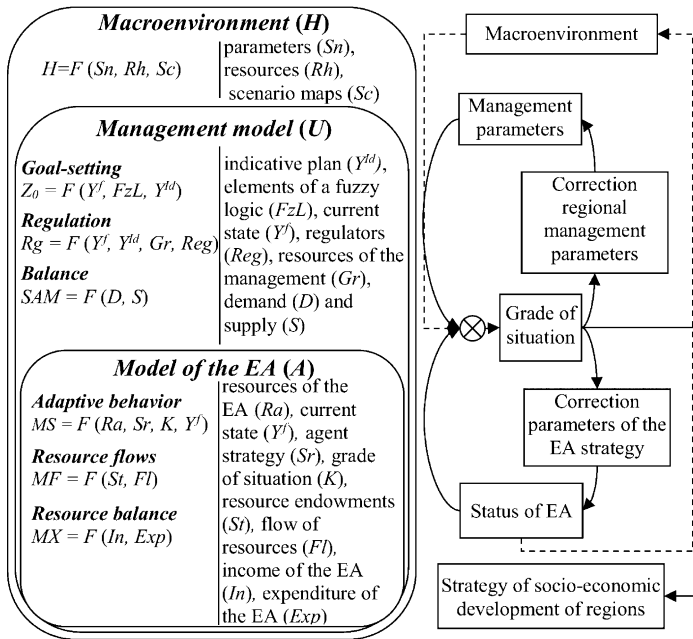 Macroenvironment (H)
H=F (Sn, Rh, Sc)
parameters (Sn),
resources (Rh),
scenario maps (Sc)
Management model (U)
Goal-setting
Z₀ = F (Yᶠ, FzL, Yᴵᵈ)
Regulation
Rg = F (Yᶠ, Yᴵᵈ, Gr, Reg)
Balance
SAM = F (D, S)
indicative plan (Yᴵᵈ),
elements of a fuzzy
logic (FzL), current
state (Yᶠ), regulators
(Reg), resources of the
management (Gr),
demand (D) and
supply (S)
Model of the EA (A)
Adaptive behavior
MS = F (Ra, Sr, K, Yᶠ)
Resource flows
MF = F (St, Fl)
Resource balance
MX = F (In, Exp)
resources of the
EA (Ra), current
state (Yᶠ), agent
strategy (Sr), grade
of situation (K),
resource endowments
(St), flow of
resources (Fl),
income of the EA
(In), expenditure of
the EA (Exp)
Macroenvironment
Management
parameters
Correction
regional
management
parameters
Grade of
situation
Correction
parameters of the
EA strategy
Status of EA
Strategy of socio-economic
development of regions